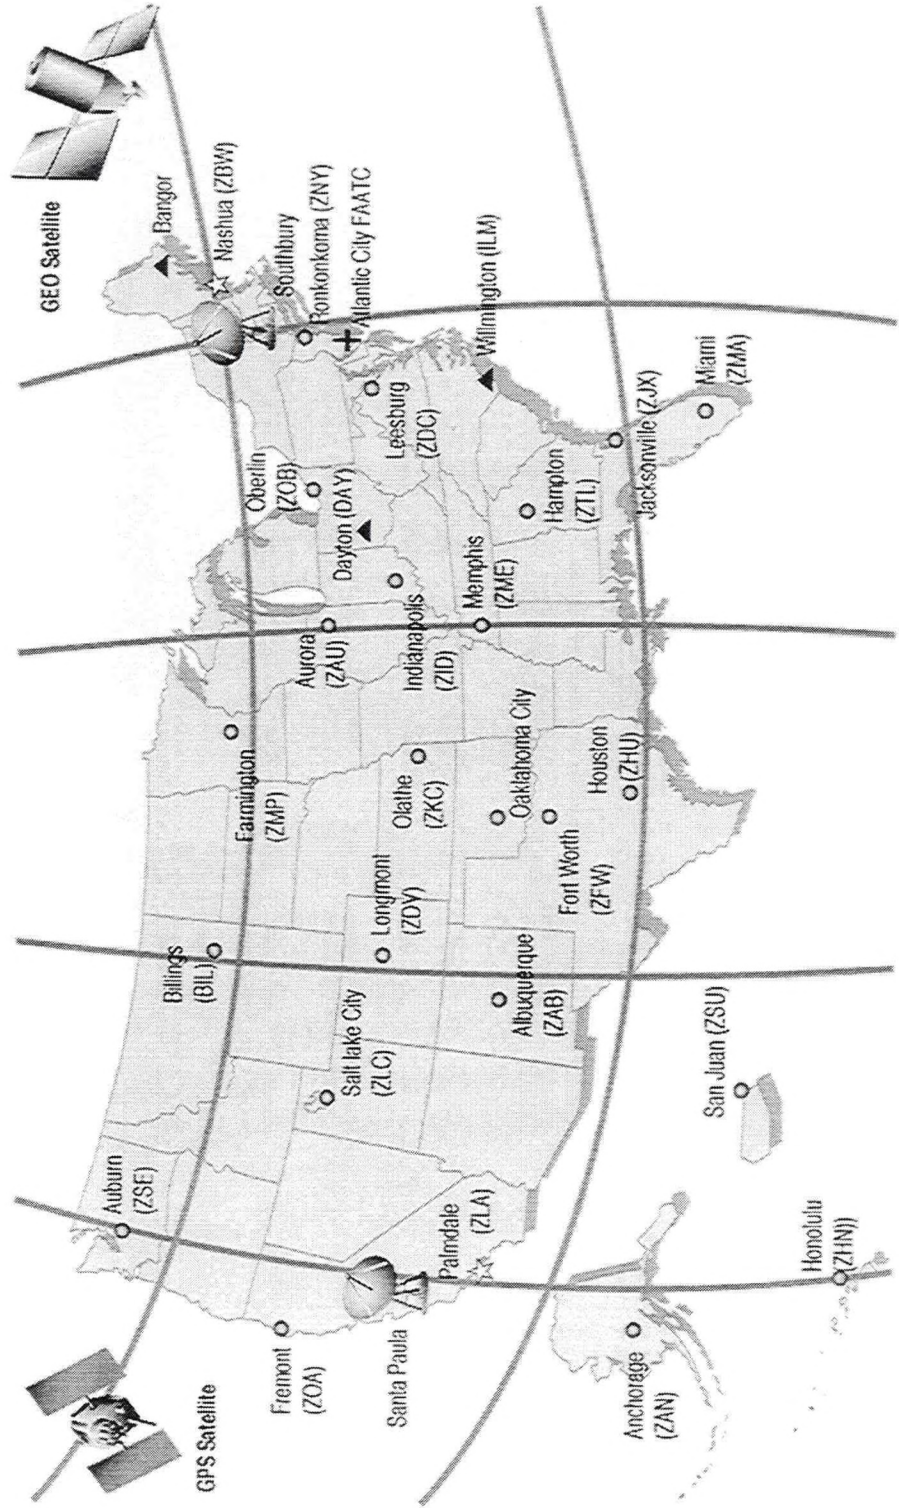 GPS Satellite
GEO Satellite
Auburn
(ZSE)
Billings
(BIL)
Farmington
(ZMP)
Bangor
Nashua (ZBW)
Southbury
Ronkonkoma (ZNY)
Atlantic City FAATC
Oberlin
(ZOB)
Dayton (DAY)
Aurora
(ZAU)
Fremont
(ZOA)
Salt lake City
(ZLC)
Longmont
(ZDV)
Olathe
(ZKC)
Indianapolis
(ZID)
Leesburg
(ZDC)
Santa Paula
Palmdale
(ZLA)
Albuquerque
(ZAB)
Oaklahoma City
Memphis
(ZME)
Willmington (ILM)
Fort Worth
(ZFW)
Houston
(ZHU)
Hampton
(ZTL)
Jacksonville (ZJX)
Miami
(ZMA)
Anchorage
(ZAN)
Honolulu
(ZHN))
San Juan (ZSU)